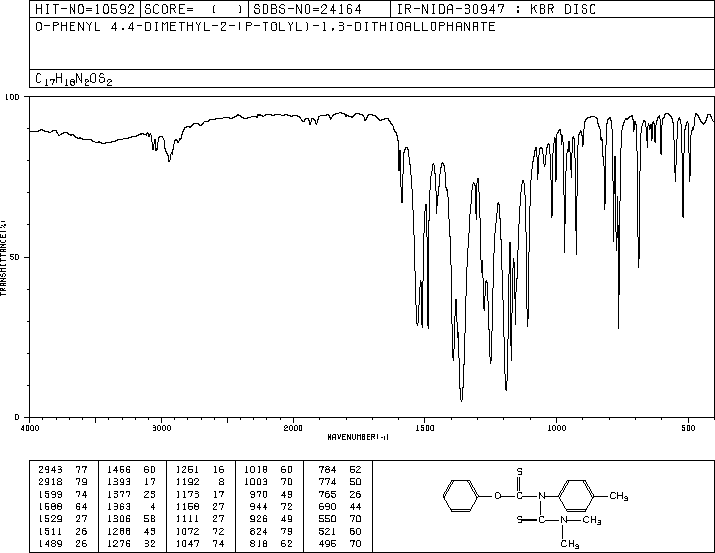 HIT-NO=10592 SCORE= ( ) SDBS-NO=24164 IR-NIDA-30947 : KBR DISC
O-PHENYL 4,4-DIMETHYL-2-(P-TOLYL)-1,3-DITHIOALLOPHANATE
C17H18N2OS2
100
50
0
TRANSMITTANCE(%)
4000 3000 2000 1500 1000 500
WAVENUMBER(-1)
2943 77 1456 60 1251 16 1018 60 784 52
2918 79 1393 17 1192 8 1003 70 774 50
1599 74 1377 25 1173 17 970 49 765 26
1588 64 1363 4 1158 27 944 72 690 44
1529 27 1306 58 1111 27 926 49 550 70
1511 26 1288 49 1072 72 824 79 521 60
1489 26 1276 32 1047 74 818 62 496 70
S
O N CH3
S N CH3
CH3